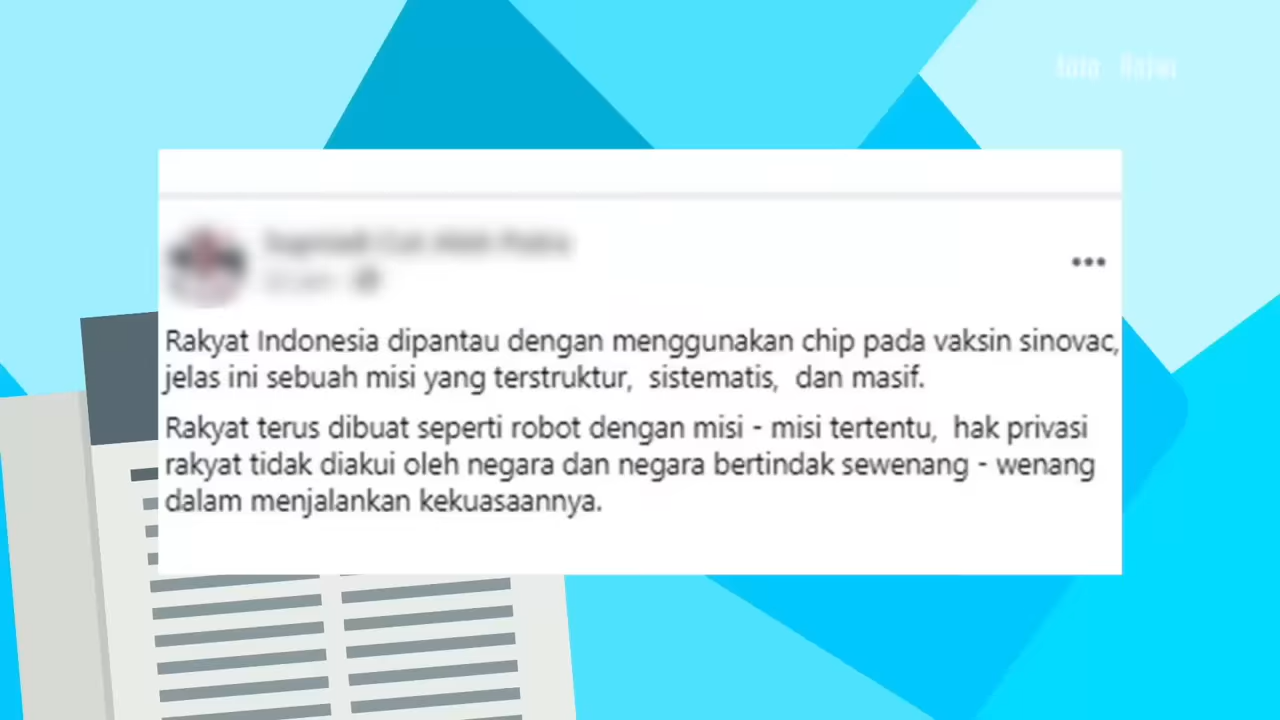 Rakyat Indonesia dipantau dengan menggunakan chip pada vaksin sinovac,
jelas ini sebuah misi yang terstruktur, sistematis, dan masif.
Rakyat terus dibuat seperti robot dengan misi - misi tertentu, hak privasi
rakyat tidak diakui oleh negara dan negara bertindak sewenang - wenang
dalam menjalankan kekuasaannya.